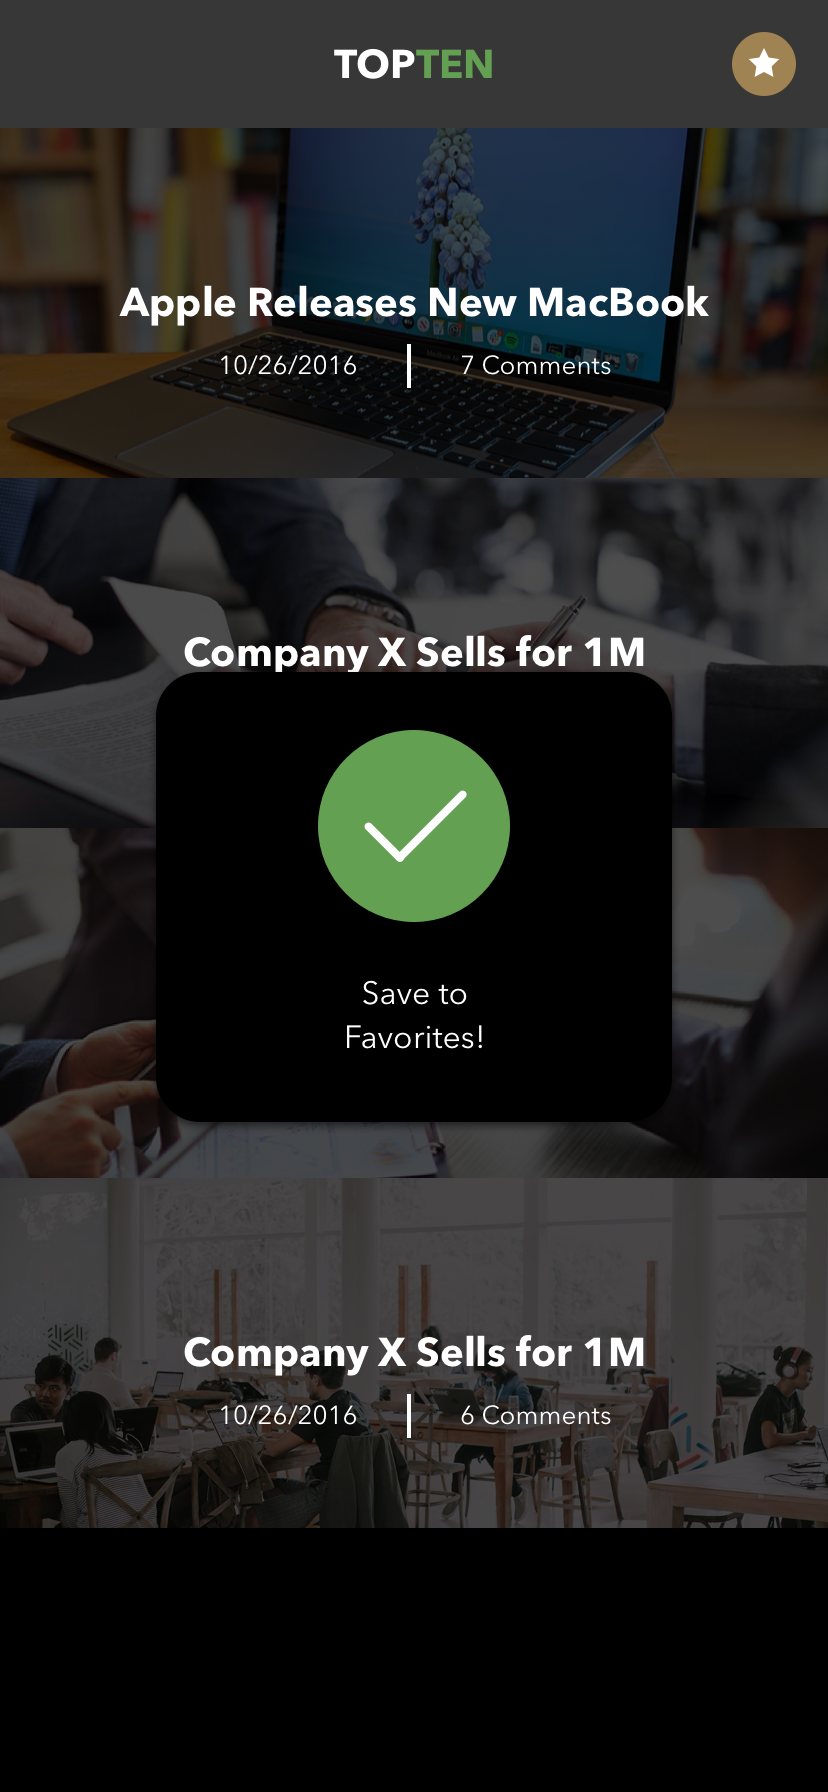 TOPTEN
Apple Releases New MacBook
10/26/2016 7 Comments
Company X Sells for 1M
Save to
Favorites!
Company X Sells for 1M
10/26/2016 6 Comments